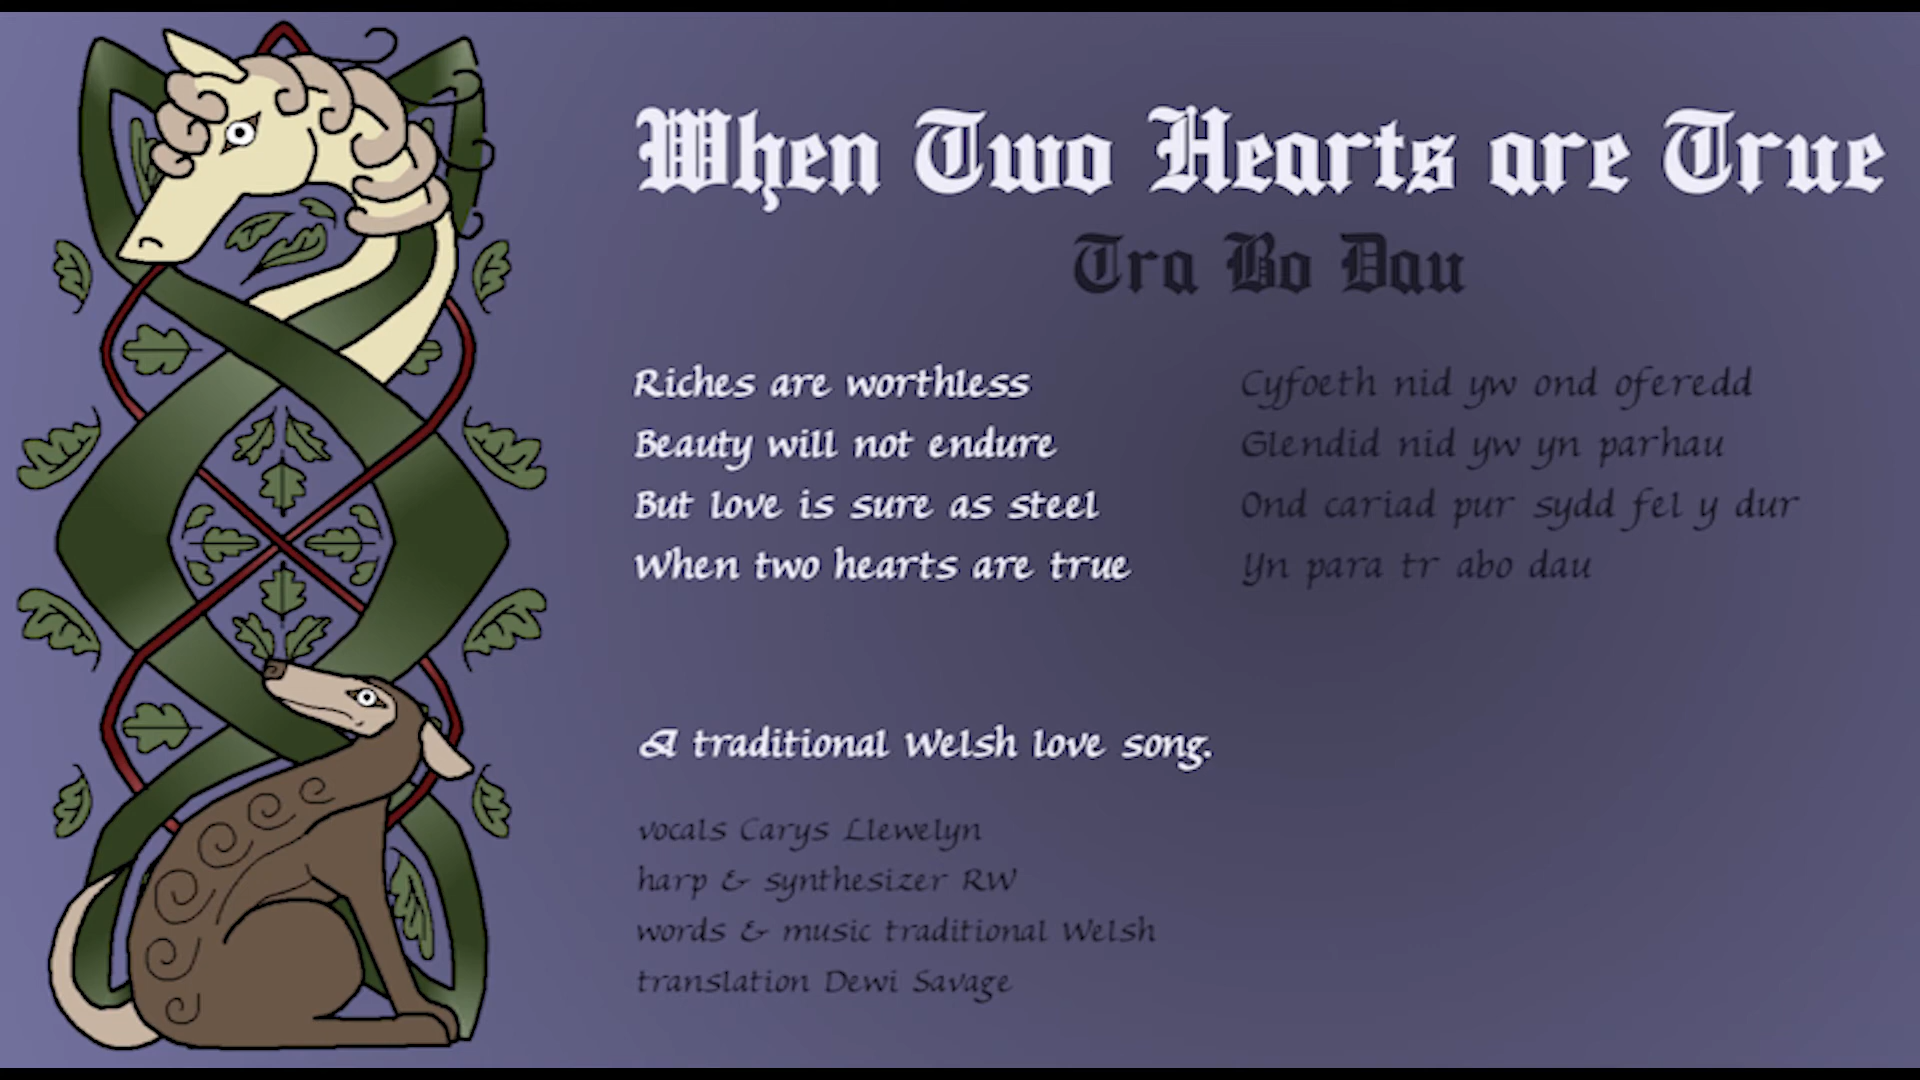 When Two Hearts are True
Tra Bo Dau
Riches are worthless
Beauty will not endure
But love is sure as steel
When two hearts are true
Cyfoeth nid yw ond oferedd
Glendid nid yw yn parhau
Ond cariad pur sydd fel y dur
Yn para tr abo dau
A traditional Welsh love song.
vocals Carys Llewelyn
harp & synthesizer RW
words & music traditional Welsh
translation Dewi Savage